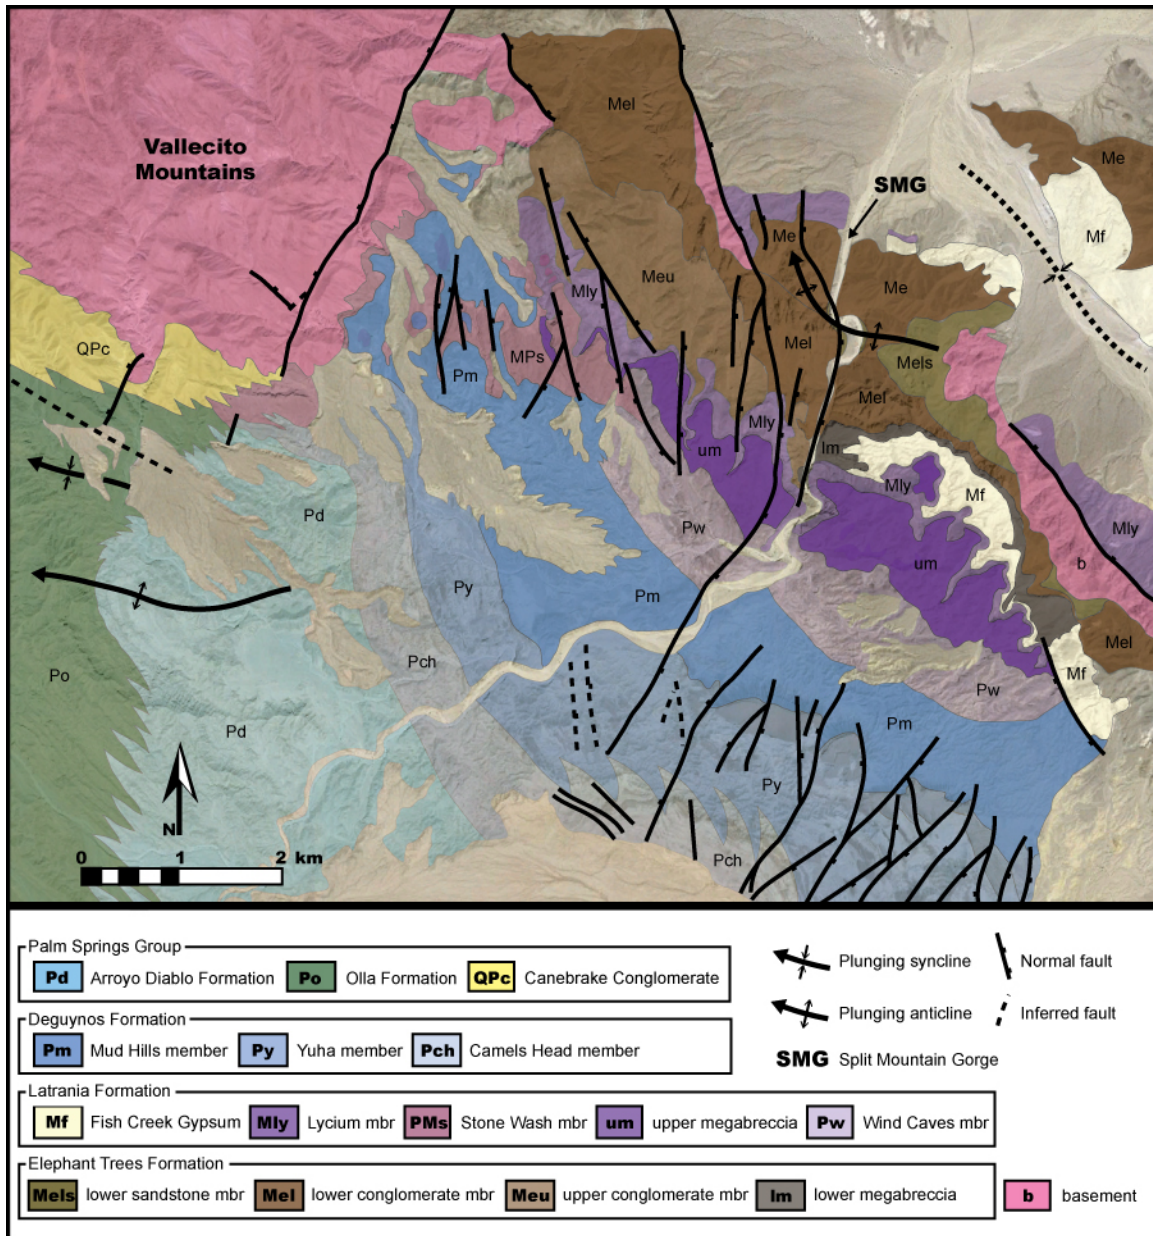 Vallecito
Mountains
SMG
Mel
Me
Mf
Me
Me
Meu
Mly
QPc
MPs
Pm
Mel
Mels
Mel
Mly
um
lm
Mly
Mf
Pd
Pw
Mly
um
b
Py
Pm
Pch
Mel
Mf
Po
Pw
Pd
Pm
Py
N
0 1 2 km
Pch
Palm Springs Group
Pd Arroyo Diablo Formation Po Olla Formation QPc Canebrake Conglomerate
Deguynos Formation
Pm Mud Hills member Py Yuha member Pch Camels Head member
Latrania Formation
Mf Fish Creek Gypsum Mly Lycium mbr PMs Stone Wash mbr um upper megabreccia Pw Wind Caves mbr
Elephant Trees Formation
Mels lower sandstone mbr Mel lower conglomerate mbr Meu upper conglomerate mbr lm lower megabreccia b basement
Plunging syncline Normal fault
Plunging anticline Inferred fault
SMG Split Mountain Gorge